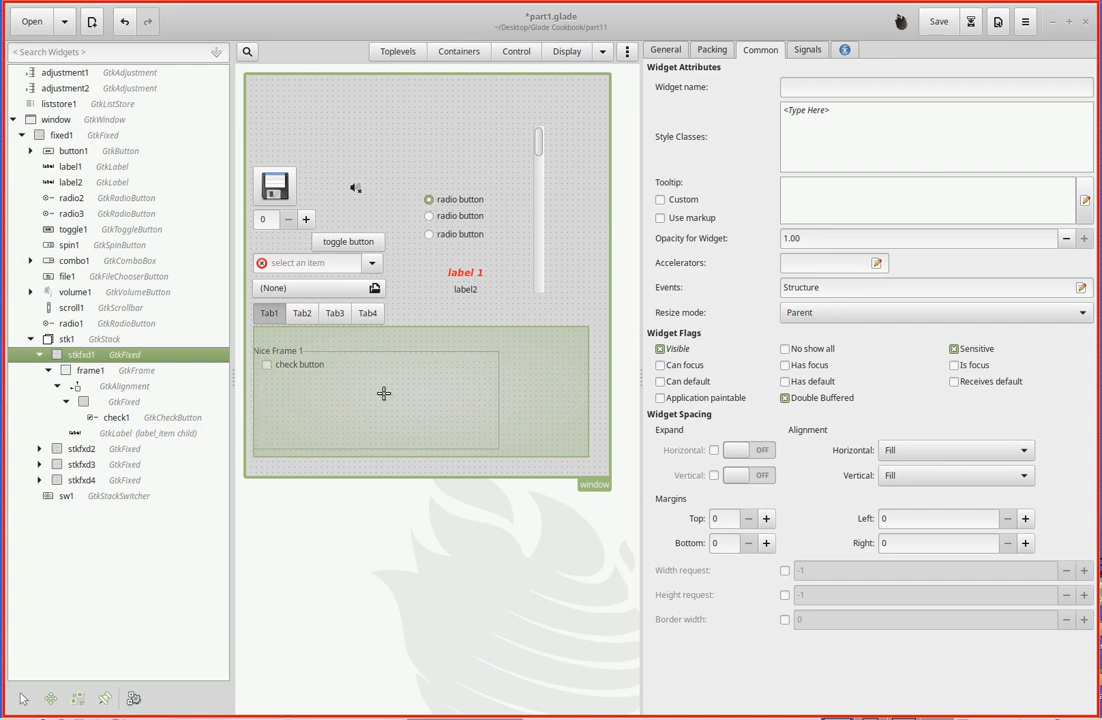 Open
*part1.glade
~/Desktop/Glade Cookbook/part11
Save
< Search Widgets >
adjustment1 GtkAdjustment
adjustment2 GtkAdjustment
liststore1 GtkListStore
window GtkWindow
fixed1 GtkFixed
button1 GtkButton
label label1 GtkLabel
label label2 GtkLabel
radio2 GtkRadioButton
radio3 GtkRadioButton
toggle1 GtkToggleButton
spin1 GtkSpinButton
combo1 GtkComboBox
file1 GtkFileChooserButton
volume1 GtkVolumeButton
scroll1 GtkScrollbar
radio1 GtkRadioButton
stk1 GtkStack
stkfxd1 GtkFixed
frame1 GtkFrame
GtkAlignment
GtkFixed
check1 GtkCheckButton
label GtkLabel (label_item child)
stkfxd2 GtkFixed
stkfxd3 GtkFixed
stkfxd4 GtkFixed
sw1 GtkStackSwitcher
Toplevels Containers Control Display
radio button
0 − + radio button
radio button
toggle button
select an item
label 1
(None)
label2
Tab1 Tab2 Tab3 Tab4
Nice Frame 1
check button
window
General Packing Common Signals
Widget Attributes
Widget name:
Style Classes: <Type Here>
Tooltip:
Custom
Use markup
Opacity for Widget: 1.00 − +
Accelerators:
Events: Structure
Resize mode: Parent
Widget Flags
Visible No show all Sensitive
Can focus Has focus Is focus
Can default Has default Receives default
Application paintable Double Buffered
Widget Spacing
Expand Alignment
Horizontal: OFF Horizontal: Fill
Vertical: OFF Vertical: Fill
Margins
Top: 0 − + Left: 0 − +
Bottom: 0 − + Right: 0 − +
Width request: -1 − +
Height request: -1 − +
Border width: 0 − +